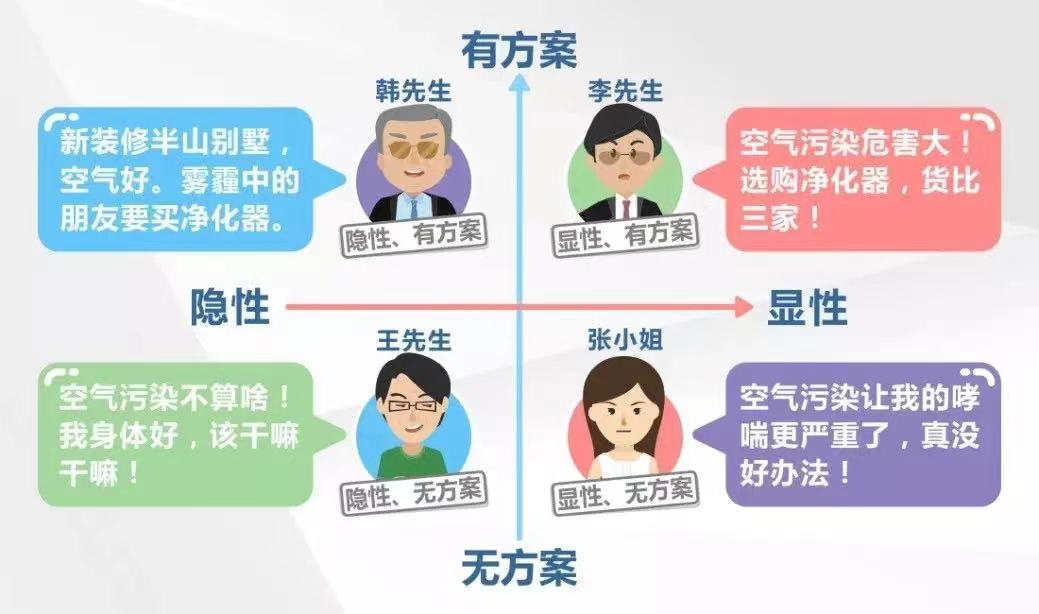 有方案
韩先生
李先生
新装修半山别墅，
空气好。雾霾中的
朋友要买净化器。
隐性、有方案
显性、有方案
空气污染危害大！
选购净化器，货比
三家！
隐性
显性
王先生
张小姐
空气污染不算啥！
我身体好，该干嘛
干嘛！
隐性、无方案
显性、无方案
空气污染让我的哮
喘更严重了，真没
好办法！
无方案